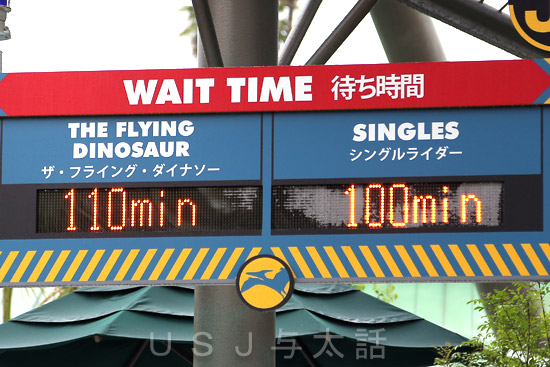 WAIT TIME 待ち時間
THE FLYING
DINOSAUR
ザ・フライング・ダイナソー
110min
SINGLES
シングルライダー
100min
USJ与太話